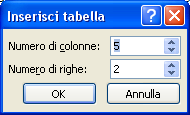 Inserisci tabella
Numero di colonne: 5
Numero di righe: 2
OK Annulla